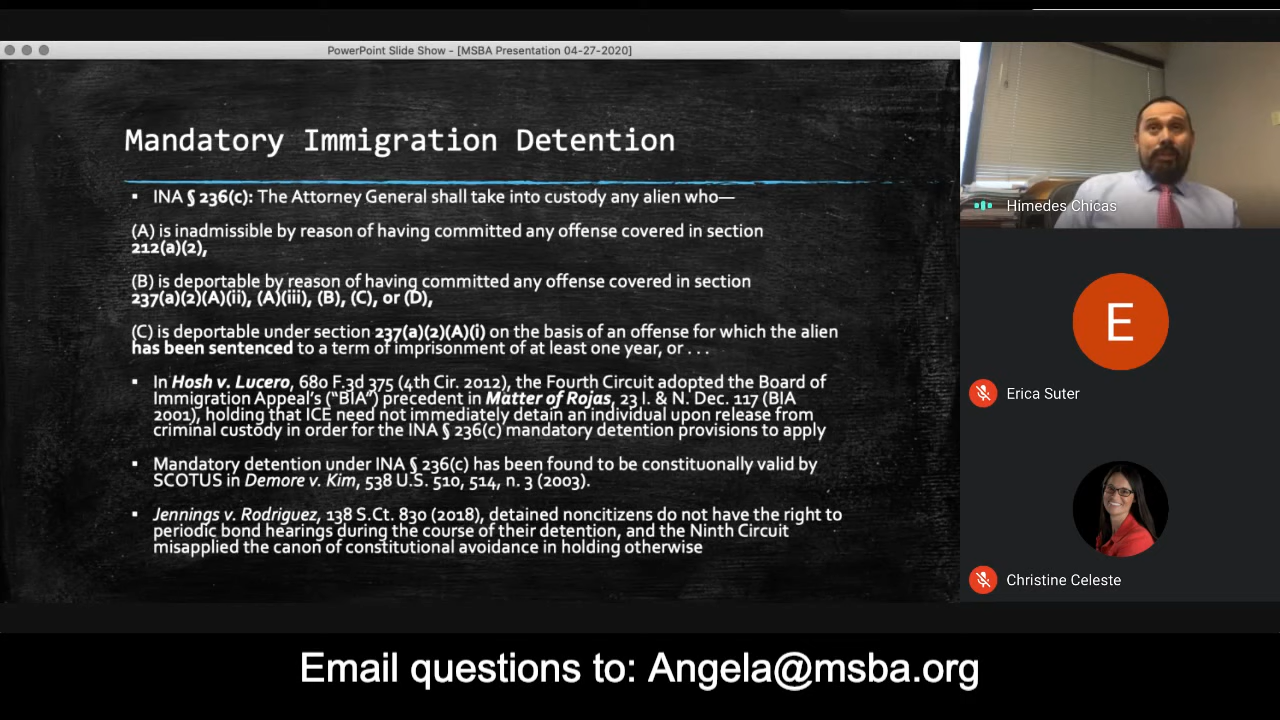 PowerPoint Slide Show - [MSBA Presentation 04-27-2020]
Mandatory Immigration Detention
▪ INA § 236(c): The Attorney General shall take into custody any alien who—
(A) is inadmissible by reason of having committed any offense covered in section
212(a)(2),
(B) is deportable by reason of having committed any offense covered in section
237(a)(2)(A)(ii), (A)(iii), (B), (C), or (D),
(C) is deportable under section 237(a)(2)(A)(i) on the basis of an offense for which the alien
has been sentenced to a term of imprisonment of at least one year, or . . .
▪ In Hosh v. Lucero, 680 F.3d 375 (4th Cir. 2012), the Fourth Circuit adopted the Board of
Immigration Appeal's ("BIA") precedent in Matter of Rojas, 23 I. & N. Dec. 117 (BIA
2001), holding that ICE need not immediately detain an individual upon release from
criminal custody in order for the INA § 236(c) mandatory detention provisions to apply
▪ Mandatory detention under INA § 236(c) has been found to be constituonally valid by
SCOTUS in Demore v. Kim, 538 U.S. 510, 514, n. 3 (2003).
▪ Jennings v. Rodriguez, 138 S.Ct. 830 (2018), detained noncitizens do not have the right to
periodic bond hearings during the course of their detention, and the Ninth Circuit
misapplied the canon of constitutional avoidance in holding otherwise
Himedes Chicas
E
Erica Suter
Christine Celeste
Email questions to: Angela@msba.org